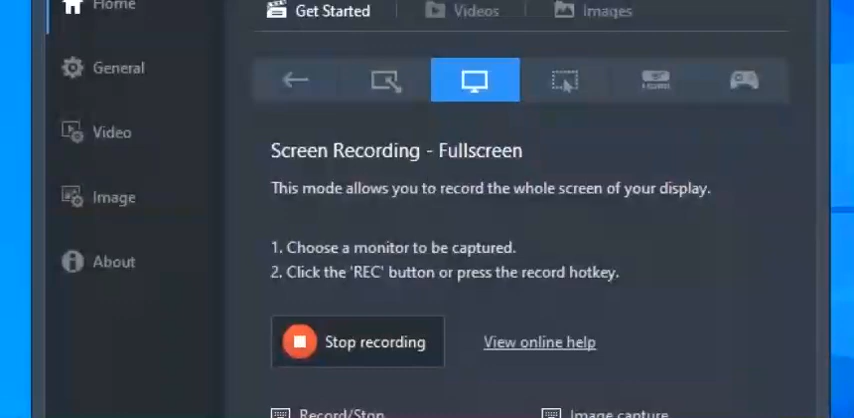 Home
Get Started
Videos
Images
General
Video
Image
About
Screen Recording - Fullscreen
This mode allows you to record the whole screen of your display.
1. Choose a monitor to be captured.
2. Click the 'REC' button or press the record hotkey.
Stop recording
View online help
Record/Stop
Image capture